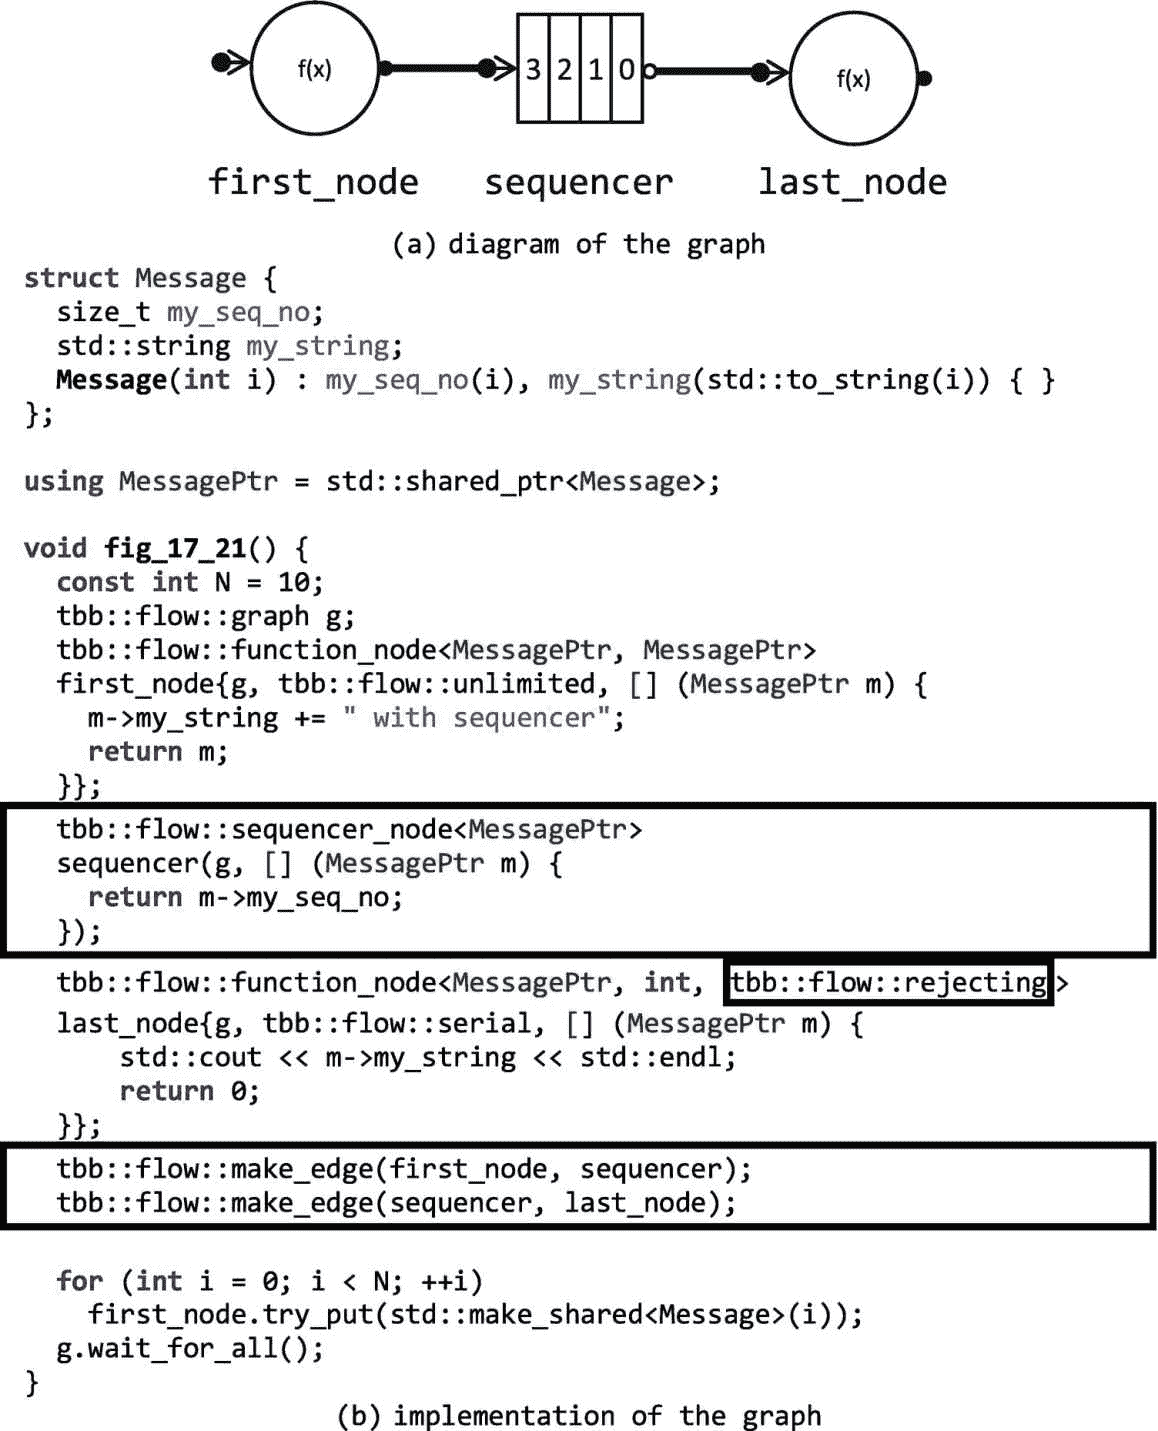 f(x) 3 2 1 0 f(x)
first_node sequencer last_node
(a) diagram of the graph
struct Message {
  size_t my_seq_no;
  std::string my_string;
  Message(int i) : my_seq_no(i), my_string(std::to_string(i)) { }
};
using MessagePtr = std::shared_ptr<Message>;
void fig_17_21() {
  const int N = 10;
  tbb::flow::graph g;
  tbb::flow::function_node<MessagePtr, MessagePtr>
  first_node{g, tbb::flow::unlimited, [] (MessagePtr m) {
    m->my_string += " with sequencer";
    return m;
  }};
  tbb::flow::sequencer_node<MessagePtr>
  sequencer(g, [] (MessagePtr m) {
    return m->my_seq_no;
  });
  tbb::flow::function_node<MessagePtr, int, tbb::flow::rejecting>
  last_node{g, tbb::flow::serial, [] (MessagePtr m) {
      std::cout << m->my_string << std::endl;
      return 0;
  }};
  tbb::flow::make_edge(first_node, sequencer);
  tbb::flow::make_edge(sequencer, last_node);
  for (int i = 0; i < N; ++i)
    first_node.try_put(std::make_shared<Message>(i));
  g.wait_for_all();
}
(b) implementation of the graph